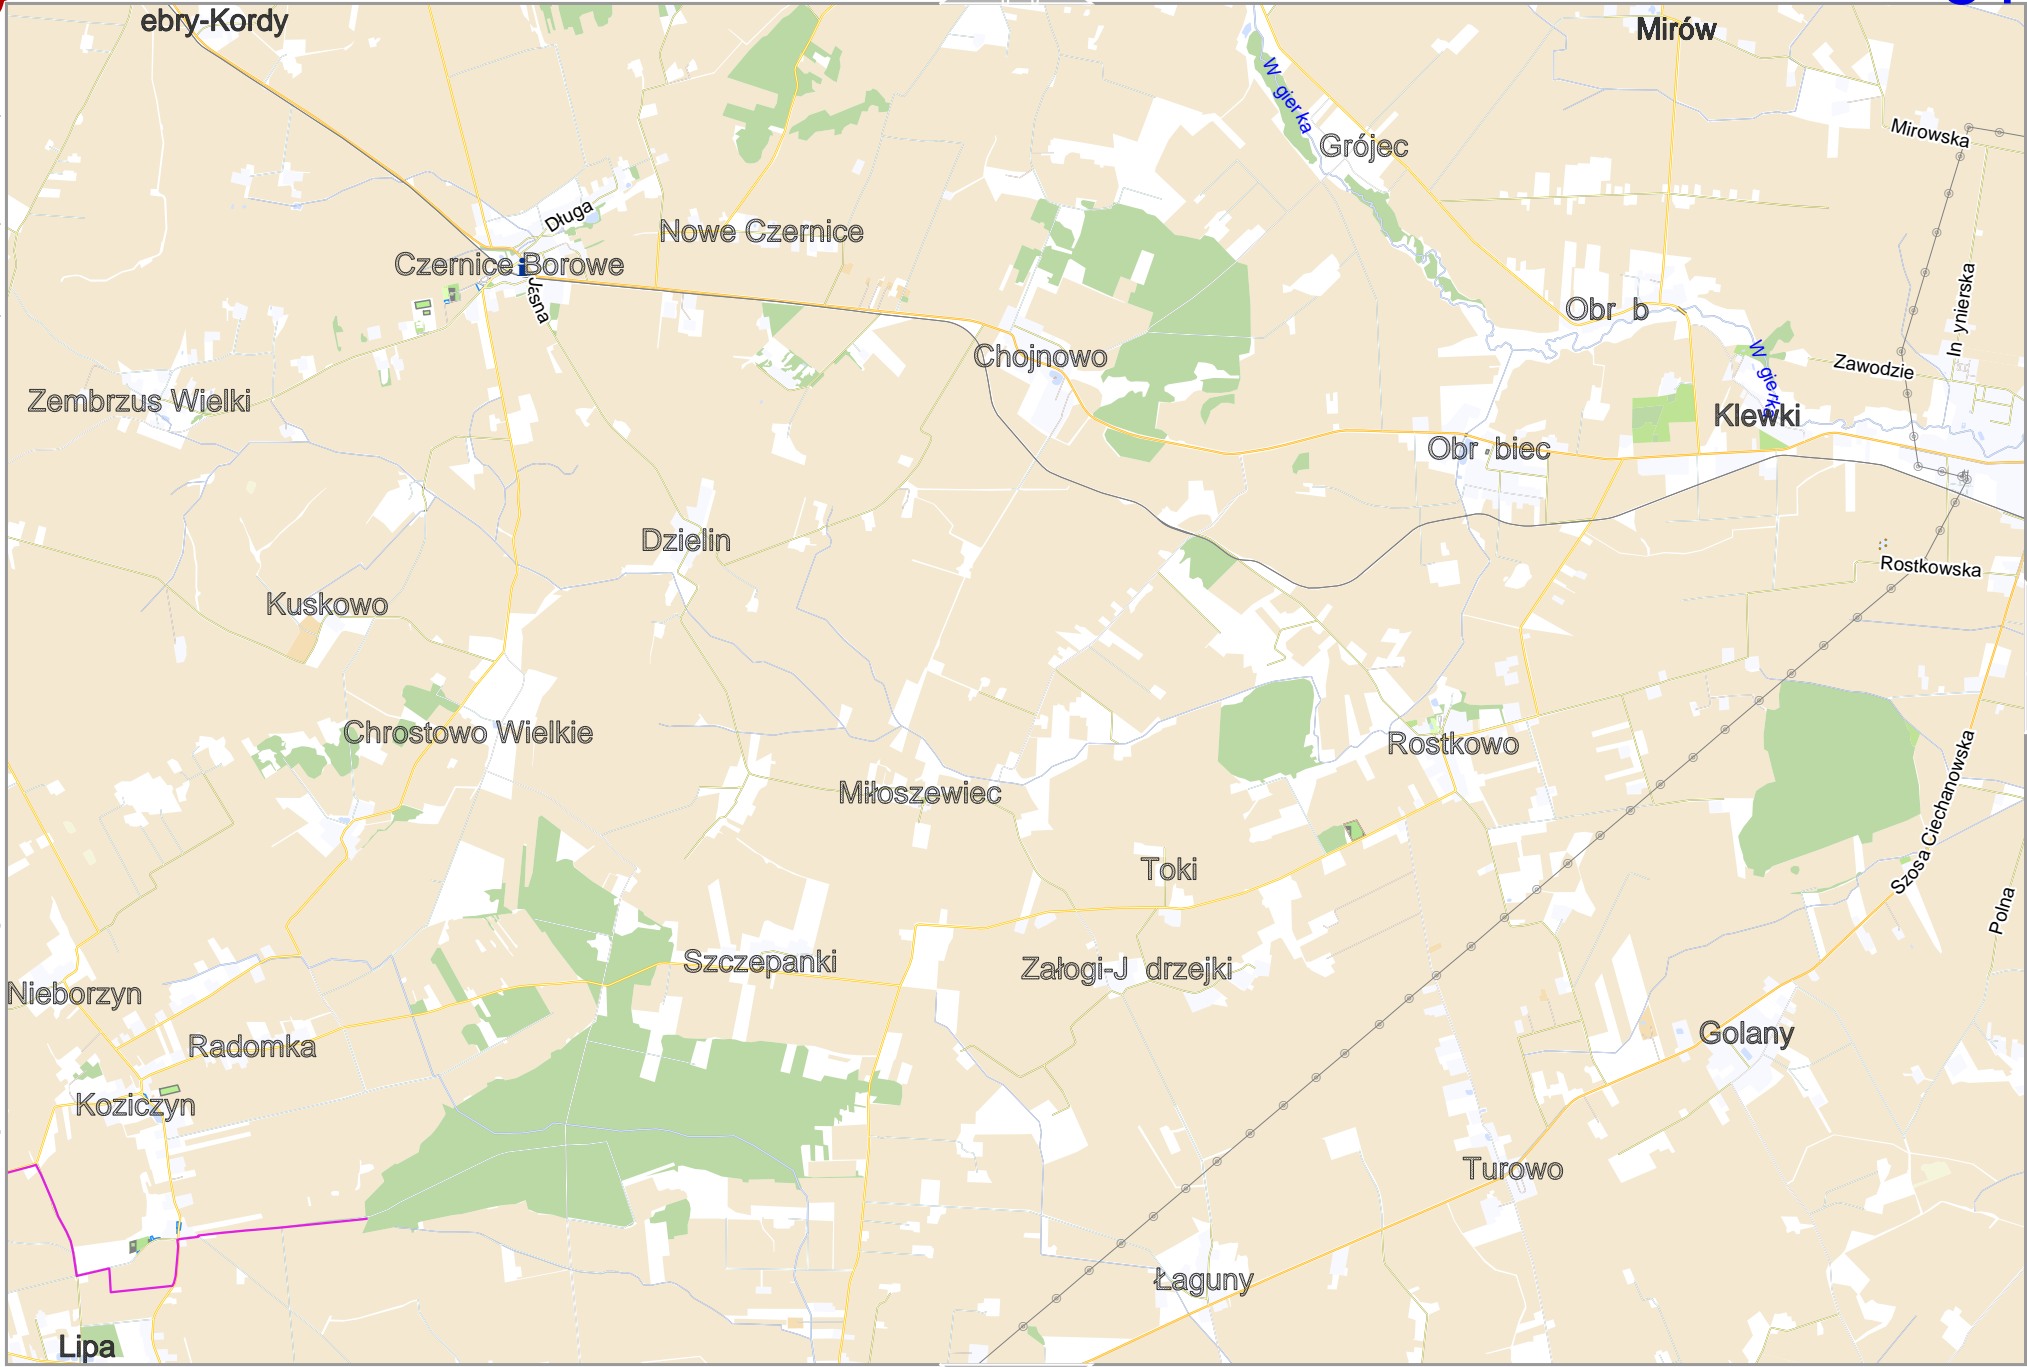 ebry-Kordy
Mirów
W gierka
Mirowska
Grójec
Długa
Nowe Czernice
Czernice Borowe
Jasna
In ynierska
Obr b
Chojnowo
W gierka
Zawodzie
Zembrzus Wielki
Klewki
Obr biec
Dzielin
Rostkowska
Kuskowo
Chrostowo Wielkie
Rostkowo
Szosa Ciechanowska
Miłoszewiec
Toki
Polna
Szczepanki
Załogi-J drzejki
Nieborzyn
Golany
Radomka
Koziczyn
Turowo
Łaguny
Lipa